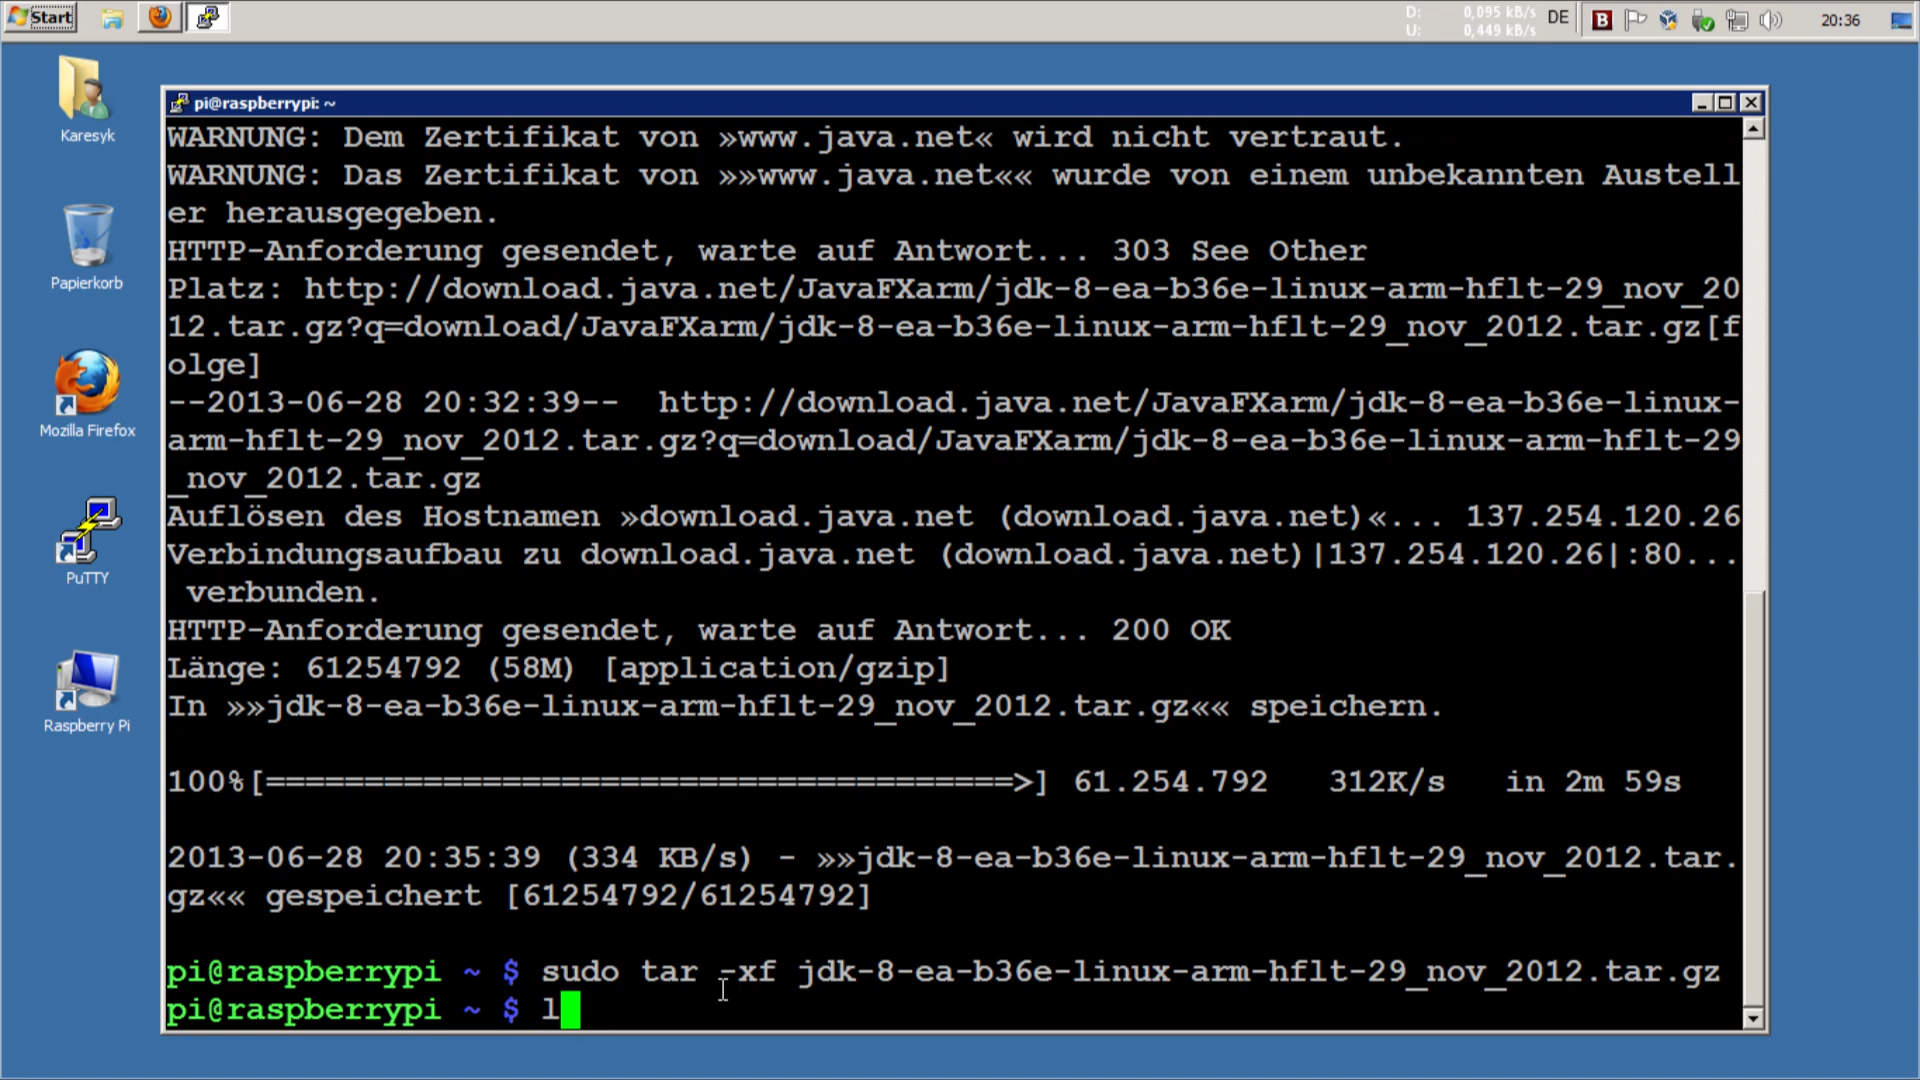 Start
D: 0,095 kB/s
U: 0,449 kB/s
DE
B
20:36
Karesyk
Papierkorb
Mozilla Firefox
PuTTY
Raspberry Pi
pi@raspberrypi: ~
WARNUNG: Dem Zertifikat von »www.java.net« wird nicht vertraut.
WARNUNG: Das Zertifikat von »»www.java.net«« wurde von einem unbekannten Austell
er herausgegeben.
HTTP-Anforderung gesendet, warte auf Antwort... 303 See Other
Platz: http://download.java.net/JavaFXarm/jdk-8-ea-b36e-linux-arm-hflt-29_nov_20
12.tar.gz?q=download/JavaFXarm/jdk-8-ea-b36e-linux-arm-hflt-29_nov_2012.tar.gz[f
olge]
--2013-06-28 20:32:39--  http://download.java.net/JavaFXarm/jdk-8-ea-b36e-linux-
arm-hflt-29_nov_2012.tar.gz?q=download/JavaFXarm/jdk-8-ea-b36e-linux-arm-hflt-29
_nov_2012.tar.gz
Auflösen des Hostnamen »download.java.net (download.java.net)«... 137.254.120.26
Verbindungsaufbau zu download.java.net (download.java.net)|137.254.120.26|:80...
verbunden.
HTTP-Anforderung gesendet, warte auf Antwort... 200 OK
Länge: 61254792 (58M) [application/gzip]
In »»jdk-8-ea-b36e-linux-arm-hflt-29_nov_2012.tar.gz«« speichern.
100%[======================================>] 61.254.792   312K/s   in 2m 59s
2013-06-28 20:35:39 (334 KB/s) - »»jdk-8-ea-b36e-linux-arm-hflt-29_nov_2012.tar.
gz«« gespeichert [61254792/61254792]
pi@raspberrypi ~ $ sudo tar -xf jdk-8-ea-b36e-linux-arm-hflt-29_nov_2012.tar.gz
pi@raspberrypi ~ $ l